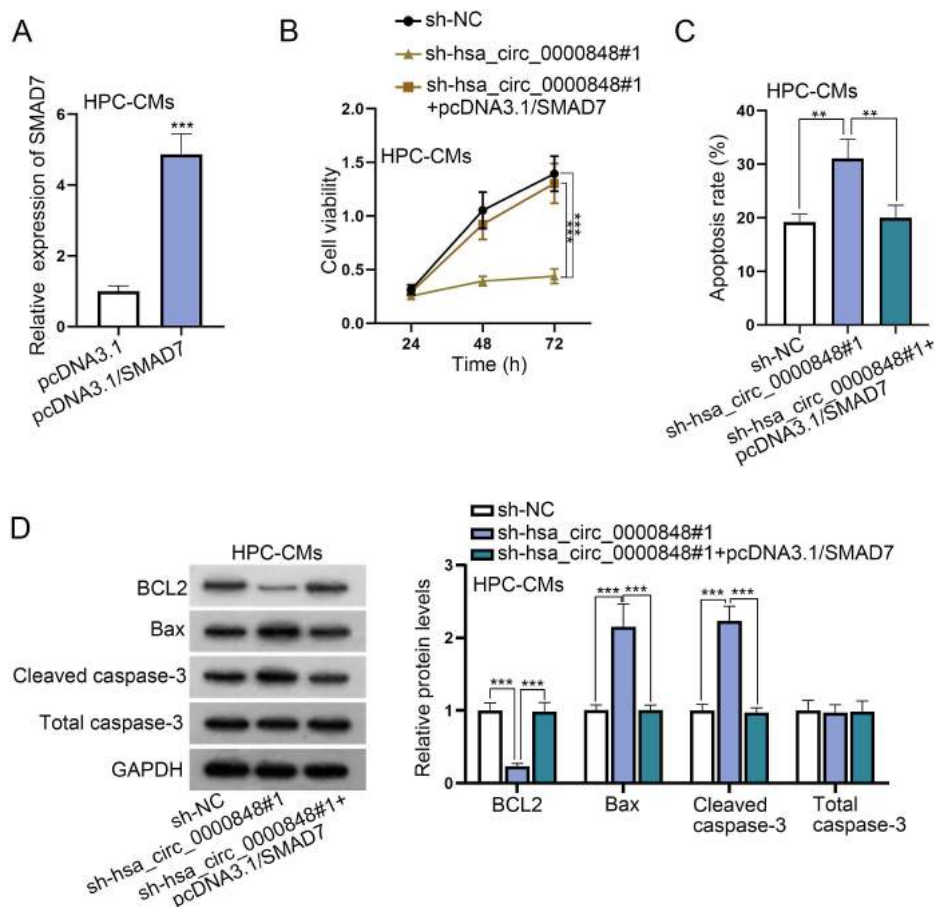 A
HPC-CMs
Relative expression of SMAD7
8
6
4
2
0
***
pcDNA3.1
pcDNA3.1/SMAD7
B
sh-NC
sh-hsa_circ_0000848#1
sh-hsa_circ_0000848#1
+pcDNA3.1/SMAD7
HPC-CMs
Cell viability
2.0
1.5
1.0
0.5
0.0
***
***
24
48
72
Time (h)
C
HPC-CMs
Apoptosis rate (%)
40
30
20
10
0
**
**
sh-NC
sh-hsa_circ_0000848#1
sh-hsa_circ_0000848#1+
pcDNA3.1/SMAD7
D
HPC-CMs
BCL2
Bax
Cleaved caspase-3
Total caspase-3
GAPDH
sh-NC
sh-hsa_circ_0000848#1
sh-hsa_circ_0000848#1+
pcDNA3.1/SMAD7
sh-NC
sh-hsa_circ_0000848#1
sh-hsa_circ_0000848#1+pcDNA3.1/SMAD7
HPC-CMs
Relative protein levels
2
1
0
*** ***
*** ***
*** ***
BCL2
Bax
Cleaved
caspase-3
Total
caspase-3